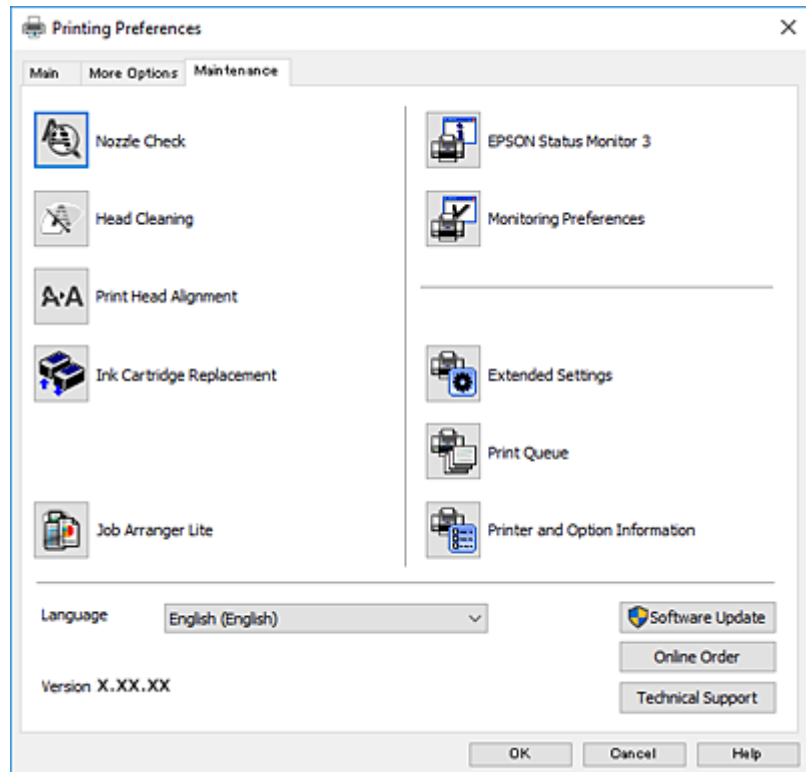 Printing Preferences
Main
More Options
Maintenance
Nozzle Check
Head Cleaning
A·A Print Head Alignment
Ink Cartridge Replacement
Job Arranger Lite
EPSON Status Monitor 3
Monitoring Preferences
Extended Settings
Print Queue
Printer and Option Information
Language
English (English)
Version X.XX.XX
Software Update
Online Order
Technical Support
OK
Cancel
Help